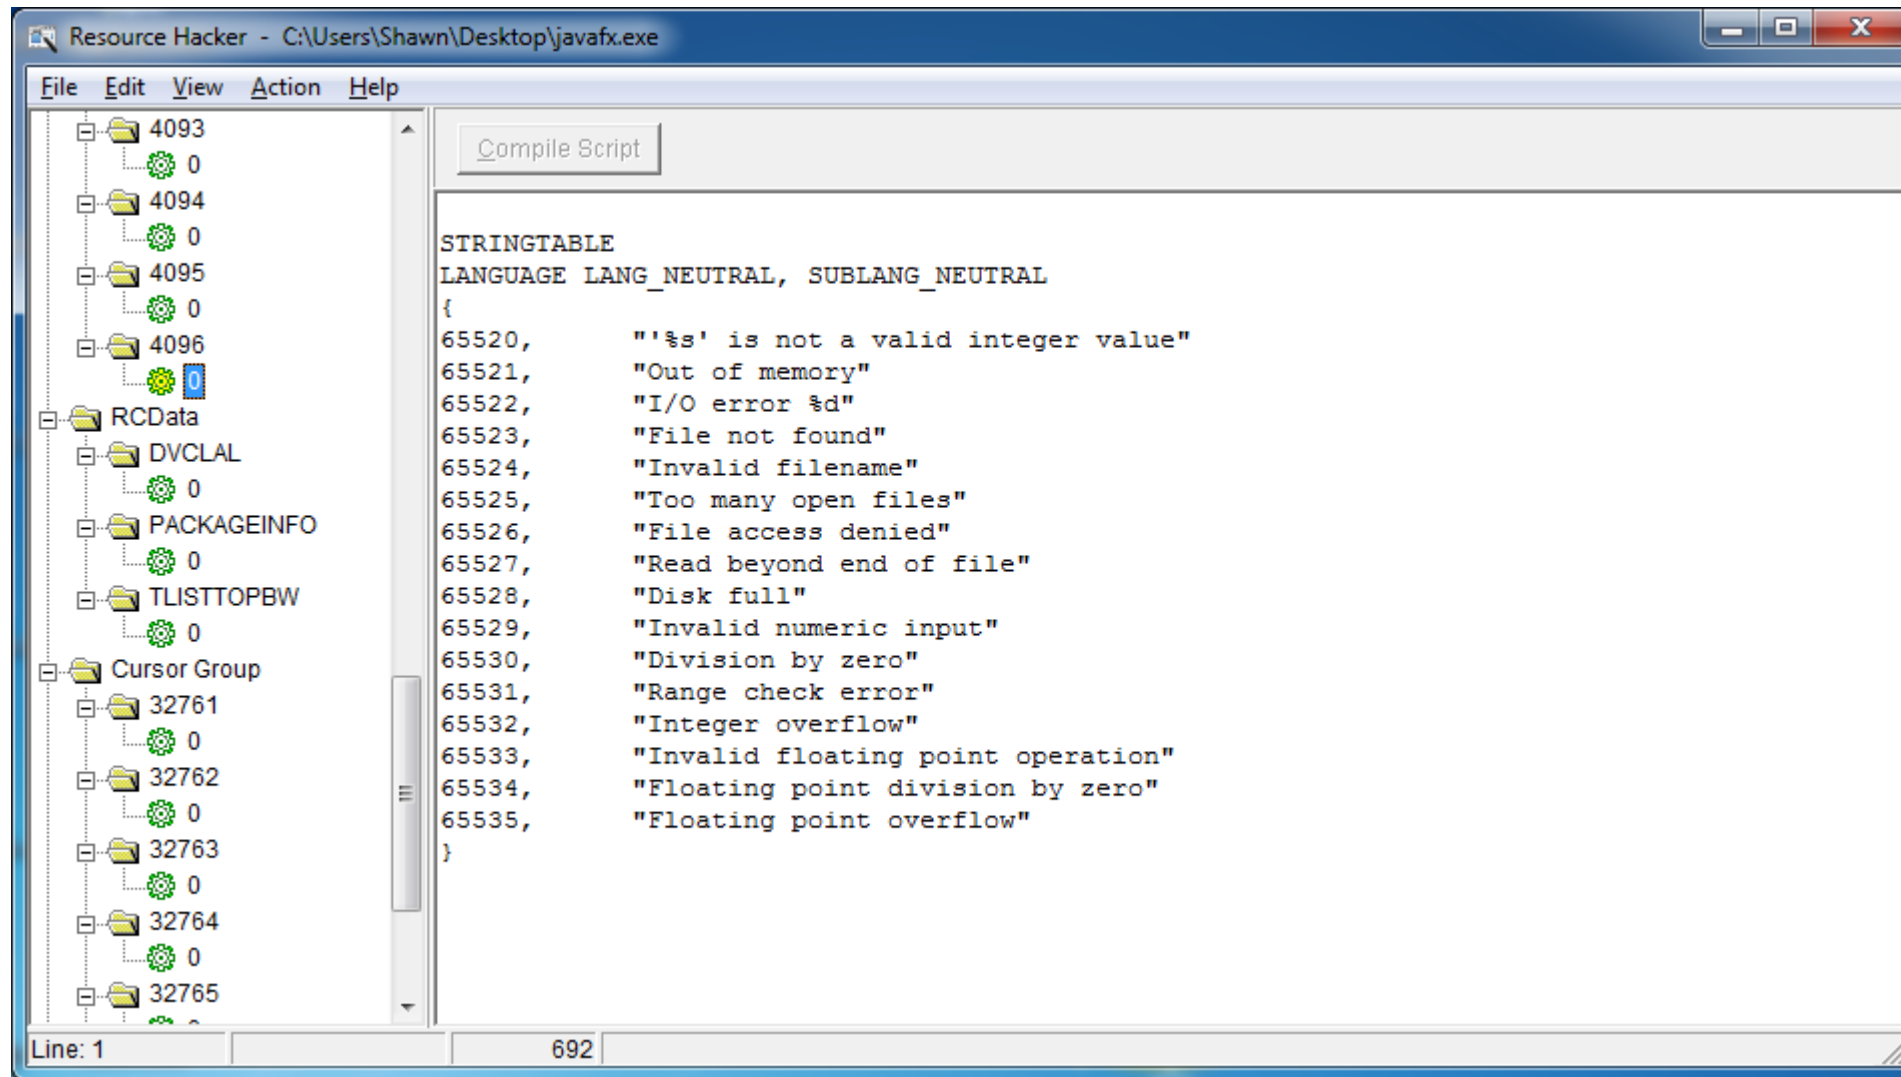 Resource Hacker - C:\Users\Shawn\Desktop\javafx.exe
File Edit View Action Help
4093
0
4094
0
4095
0
4096
0
RCData
DVCLAL
0
PACKAGEINFO
0
TLISTTOPBW
0
Cursor Group
32761
0
32762
0
32763
0
32764
0
32765
Compile Script
STRINGTABLE
LANGUAGE LANG_NEUTRAL, SUBLANG_NEUTRAL
{
65520, "'%s' is not a valid integer value"
65521, "Out of memory"
65522, "I/O error %d"
65523, "File not found"
65524, "Invalid filename"
65525, "Too many open files"
65526, "File access denied"
65527, "Read beyond end of file"
65528, "Disk full"
65529, "Invalid numeric input"
65530, "Division by zero"
65531, "Range check error"
65532, "Integer overflow"
65533, "Invalid floating point operation"
65534, "Floating point division by zero"
65535, "Floating point overflow"
}
Line: 1 692